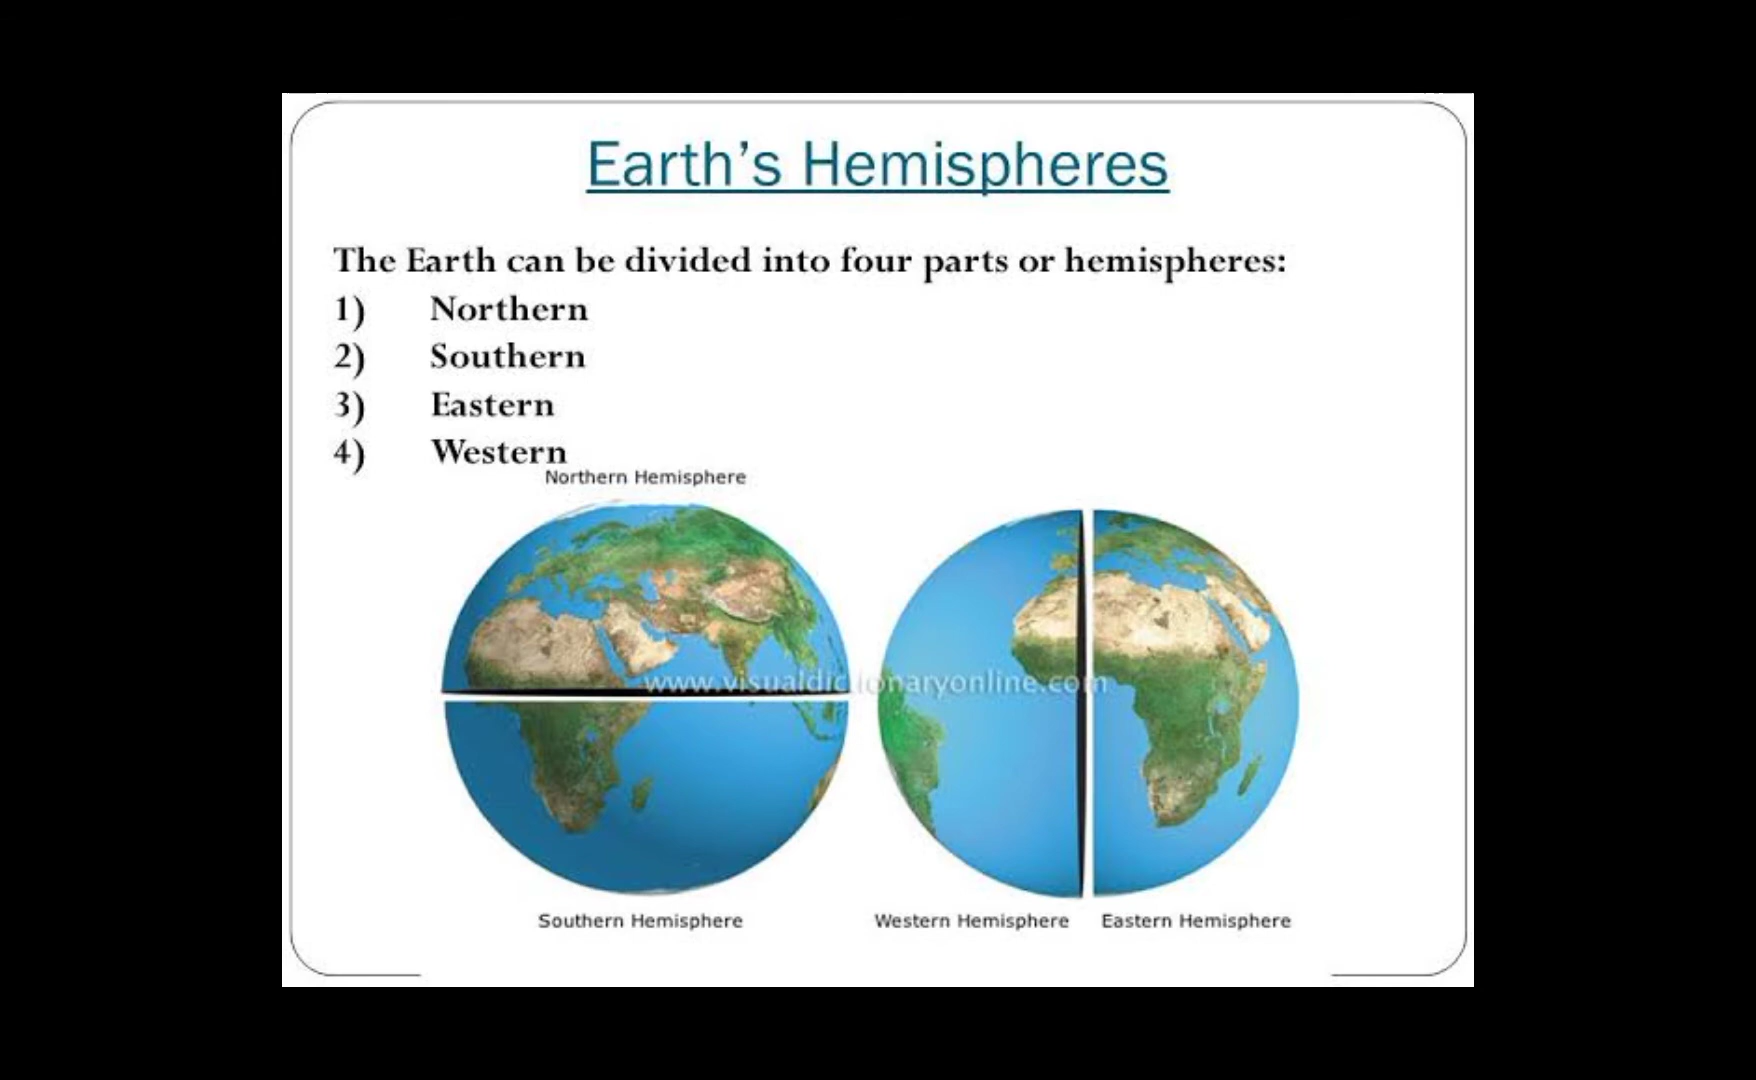 Earth’s Hemispheres
The Earth can be divided into four parts or hemispheres:
1) Northern
2) Southern
3) Eastern
4) Western
Northern Hemisphere
www.visualdictionaryonline.com
Southern Hemisphere
Western Hemisphere
Eastern Hemisphere